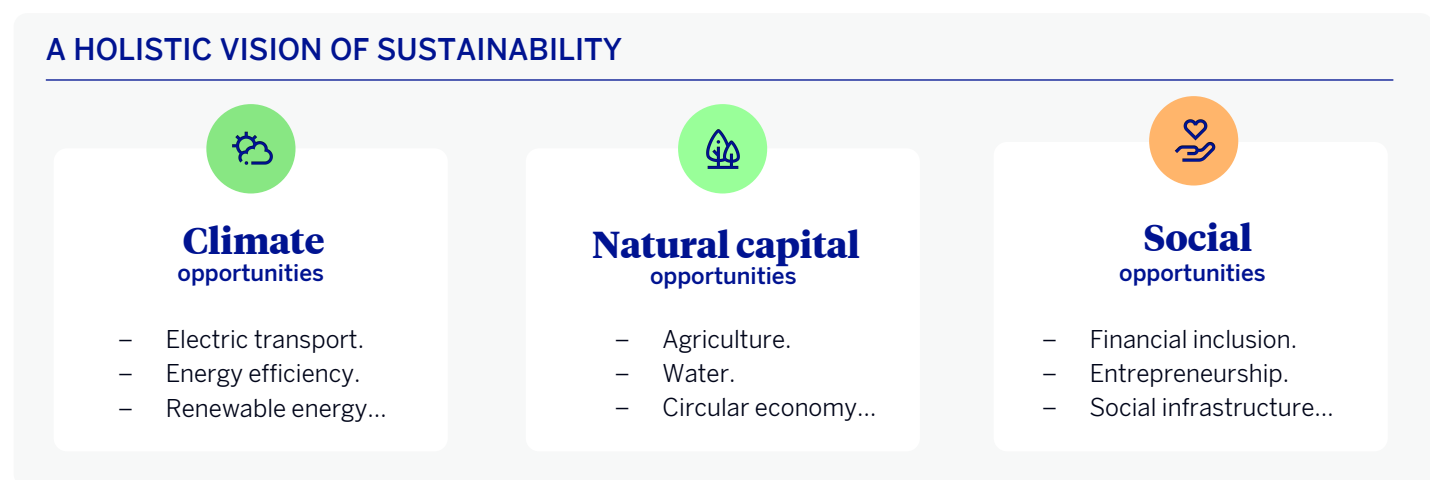 A HOLISTIC VISION OF SUSTAINABILITY
Climate
opportunities
– Electric transport.
– Energy efficiency.
– Renewable energy...
Natural capital
opportunities
– Agriculture.
– Water.
– Circular economy...
Social
opportunities
– Financial inclusion.
– Entrepreneurship.
– Social infrastructure...